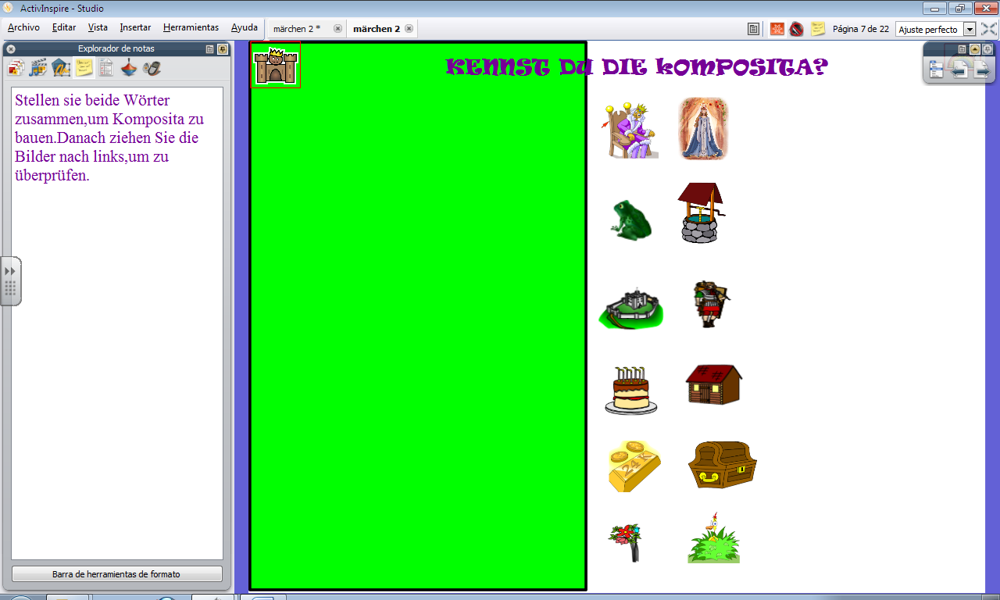 ActivInspire - Studio
Archivo Editar Vista Insertar Herramientas Ayuda
märchen 2 *
märchen 2
Página 7 de 22
Ajuste perfecto
Explorador de notas
Stellen sie beide Wörter
zusammen,um Komposita zu
bauen.Danach ziehen Sie die
Bilder nach links,um zu
überprüfen.
Barra de herramientas de formato
KENNST DU DIE KOMPOSITA?
24 K